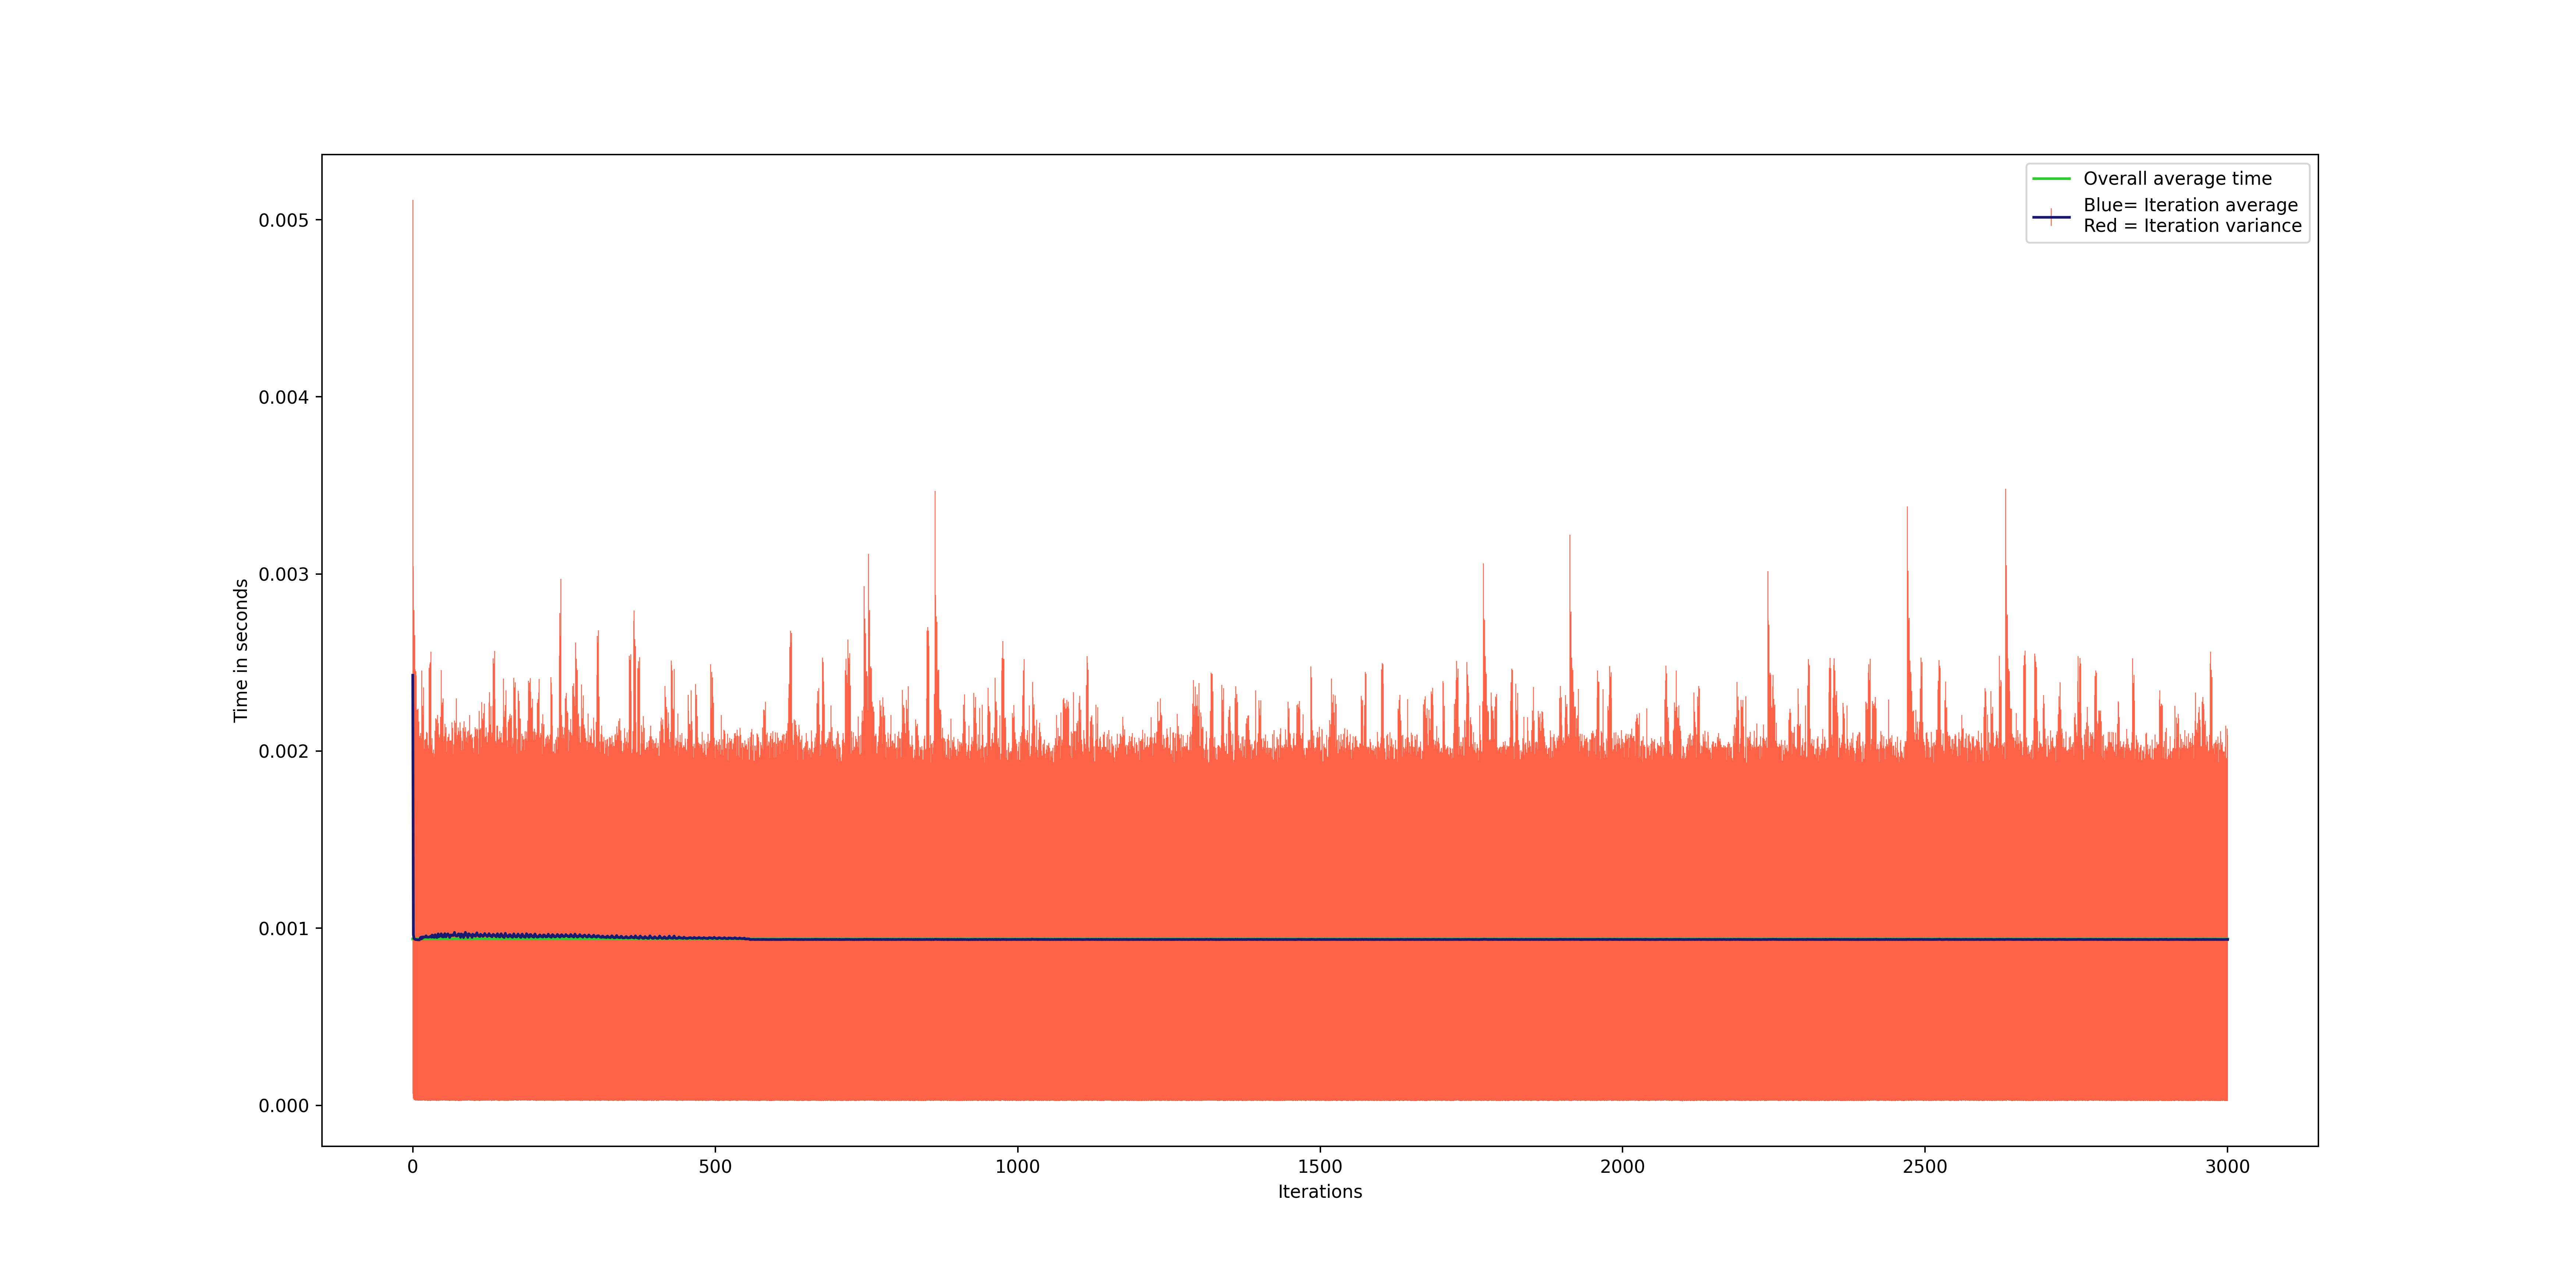 Overall average time
Blue= Iteration average
Red = Iteration variance
0.005
0.004
0.003
0.002
0.001
0.000
Time in seconds
0 500 1000 1500 2000 2500 3000
Iterations